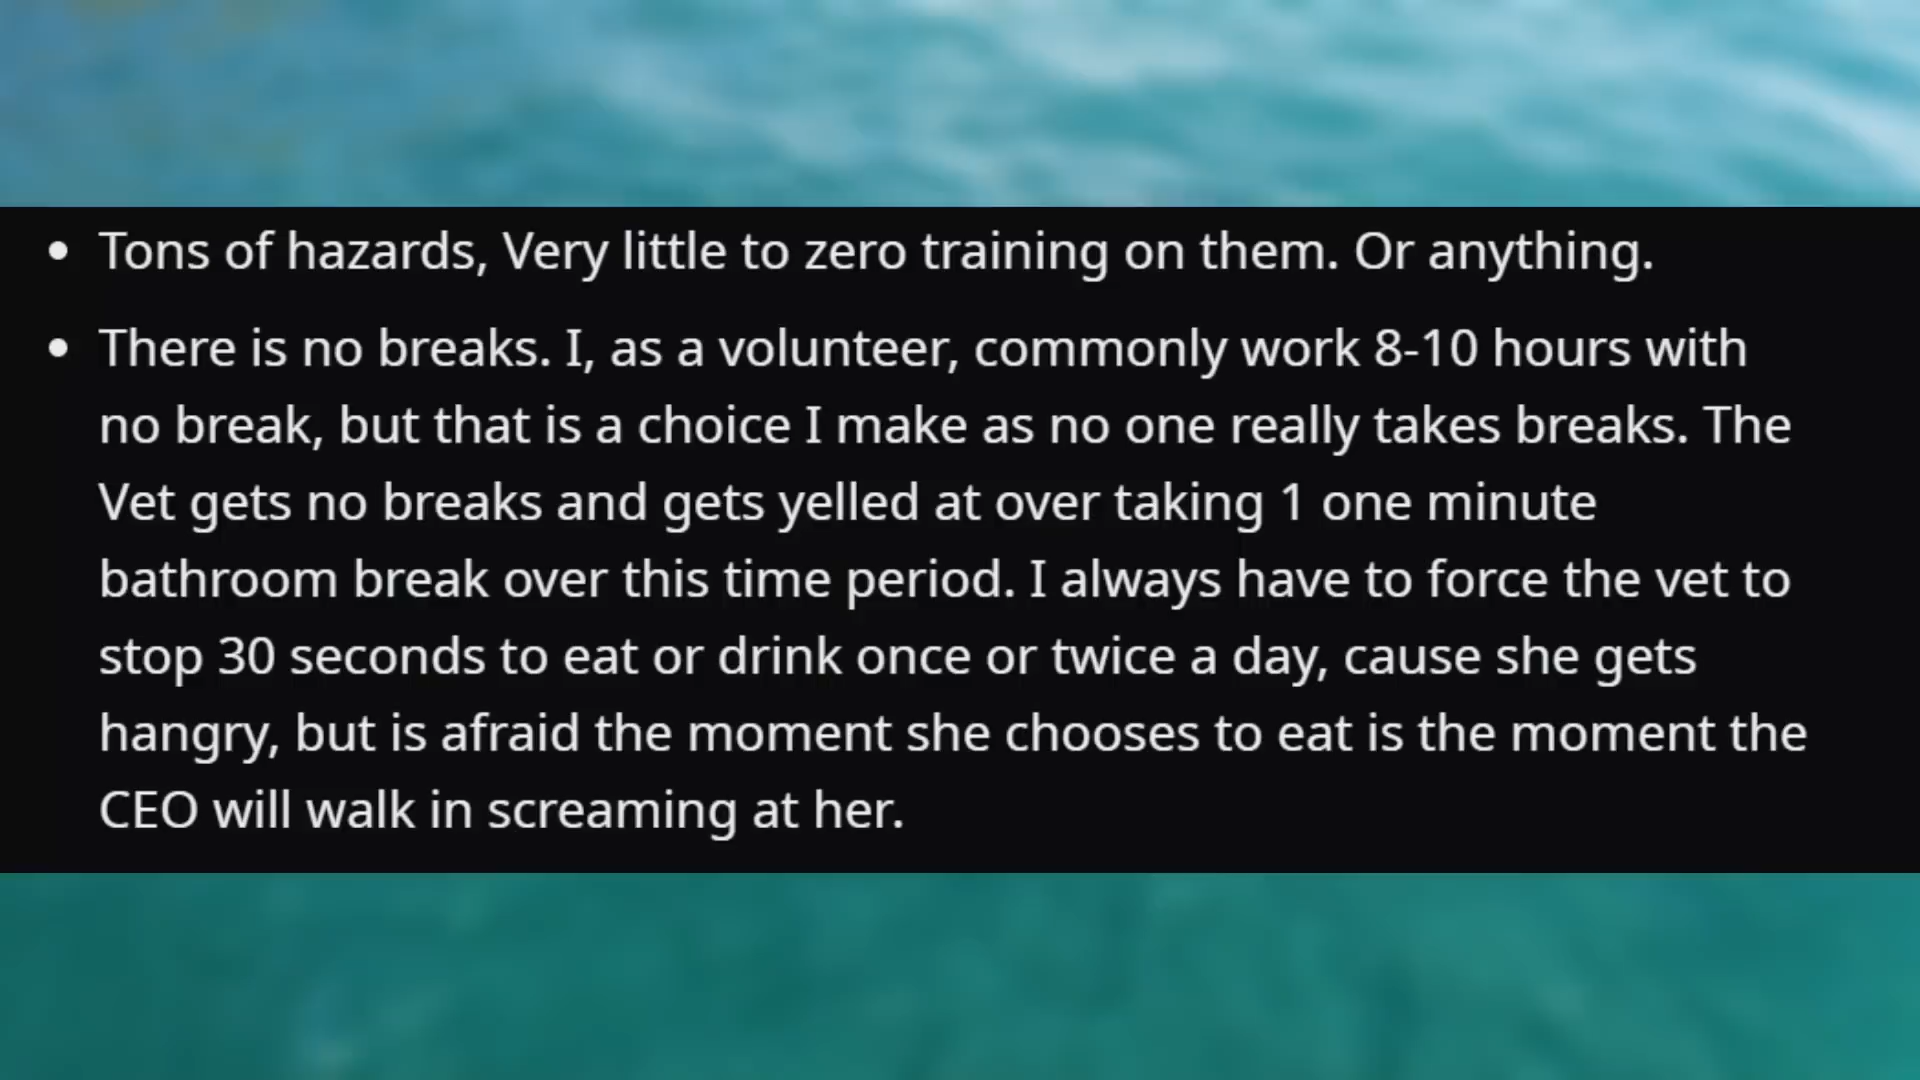 • Tons of hazards, Very little to zero training on them. Or anything.
• There is no breaks. I, as a volunteer, commonly work 8-10 hours with
no break, but that is a choice I make as no one really takes breaks. The
Vet gets no breaks and gets yelled at over taking 1 one minute
bathroom break over this time period. I always have to force the vet to
stop 30 seconds to eat or drink once or twice a day, cause she gets
hangry, but is afraid the moment she chooses to eat is the moment the
CEO will walk in screaming at her.